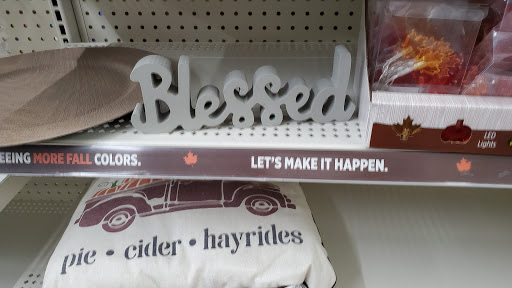 Blessed
LED
Lights
EEING MORE FALL COLORS.
LET'S MAKE IT HAPPEN.
pie • cider • hayrides